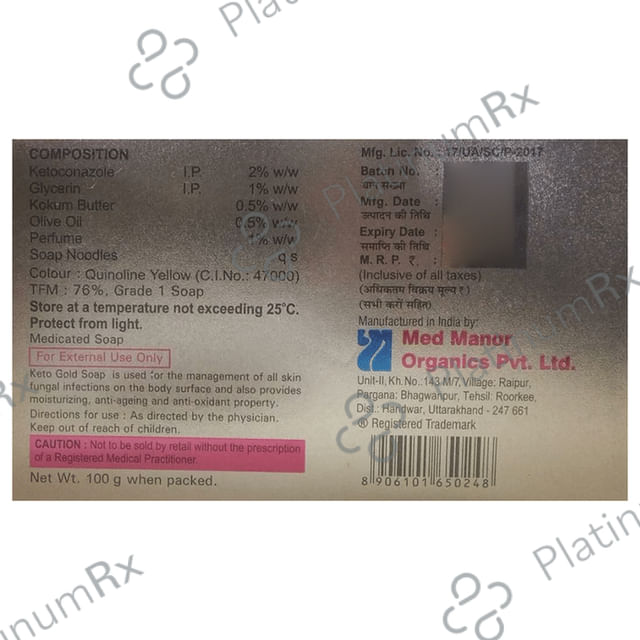 COMPOSITION
Ketoconazole I.P. 2% w/w
Glycerin I.P. 1% w/w
Kokum Butter 0.5% w/w
Olive Oil 0.5% w/w
Perfume 1% w/w
Soap Noodles q s
Colour : Quinoline Yellow (C.I.No.: 47000)
TFM : 76%, Grade 1 Soap
Store at a temperature not exceeding 25°C.
Protect from light.
Medicated Soap
For External Use Only
Keto Gold Soap is used for the management of all skin
fungal infections on the body surface and also provides
moisturizing, anti-ageing and anti-oxidant property.
Directions for use : As directed by the physician.
Keep out of reach of children.
CAUTION : Not to be sold by retail without the prescription
of a Registered Medical Practitioner.
Net Wt. 100 g when packed.
Mfg. Lic. No. : 17/UA/SC/P-2017
Batch No. :
बैच संख्या
Mfg. Date :
उत्पादन की तिथि
Expiry Date :
समाप्ति की तिथि
M. R. P. ₹. :
(Inclusive of all taxes)
(अधिकतम विक्रय मूल्य ₹)
(सभी करों सहित)
Manufactured in India by:
Med Manor
Organics Pvt. Ltd.
Unit-II, Kh. No. 143 M/7, Village: Raipur,
Pargana: Bhagwanpur, Tehsil: Roorkee,
Dist.: Haridwar, Uttarakhand - 247 661
® Registered Trademark
8 906101 650248
PlatinumRx